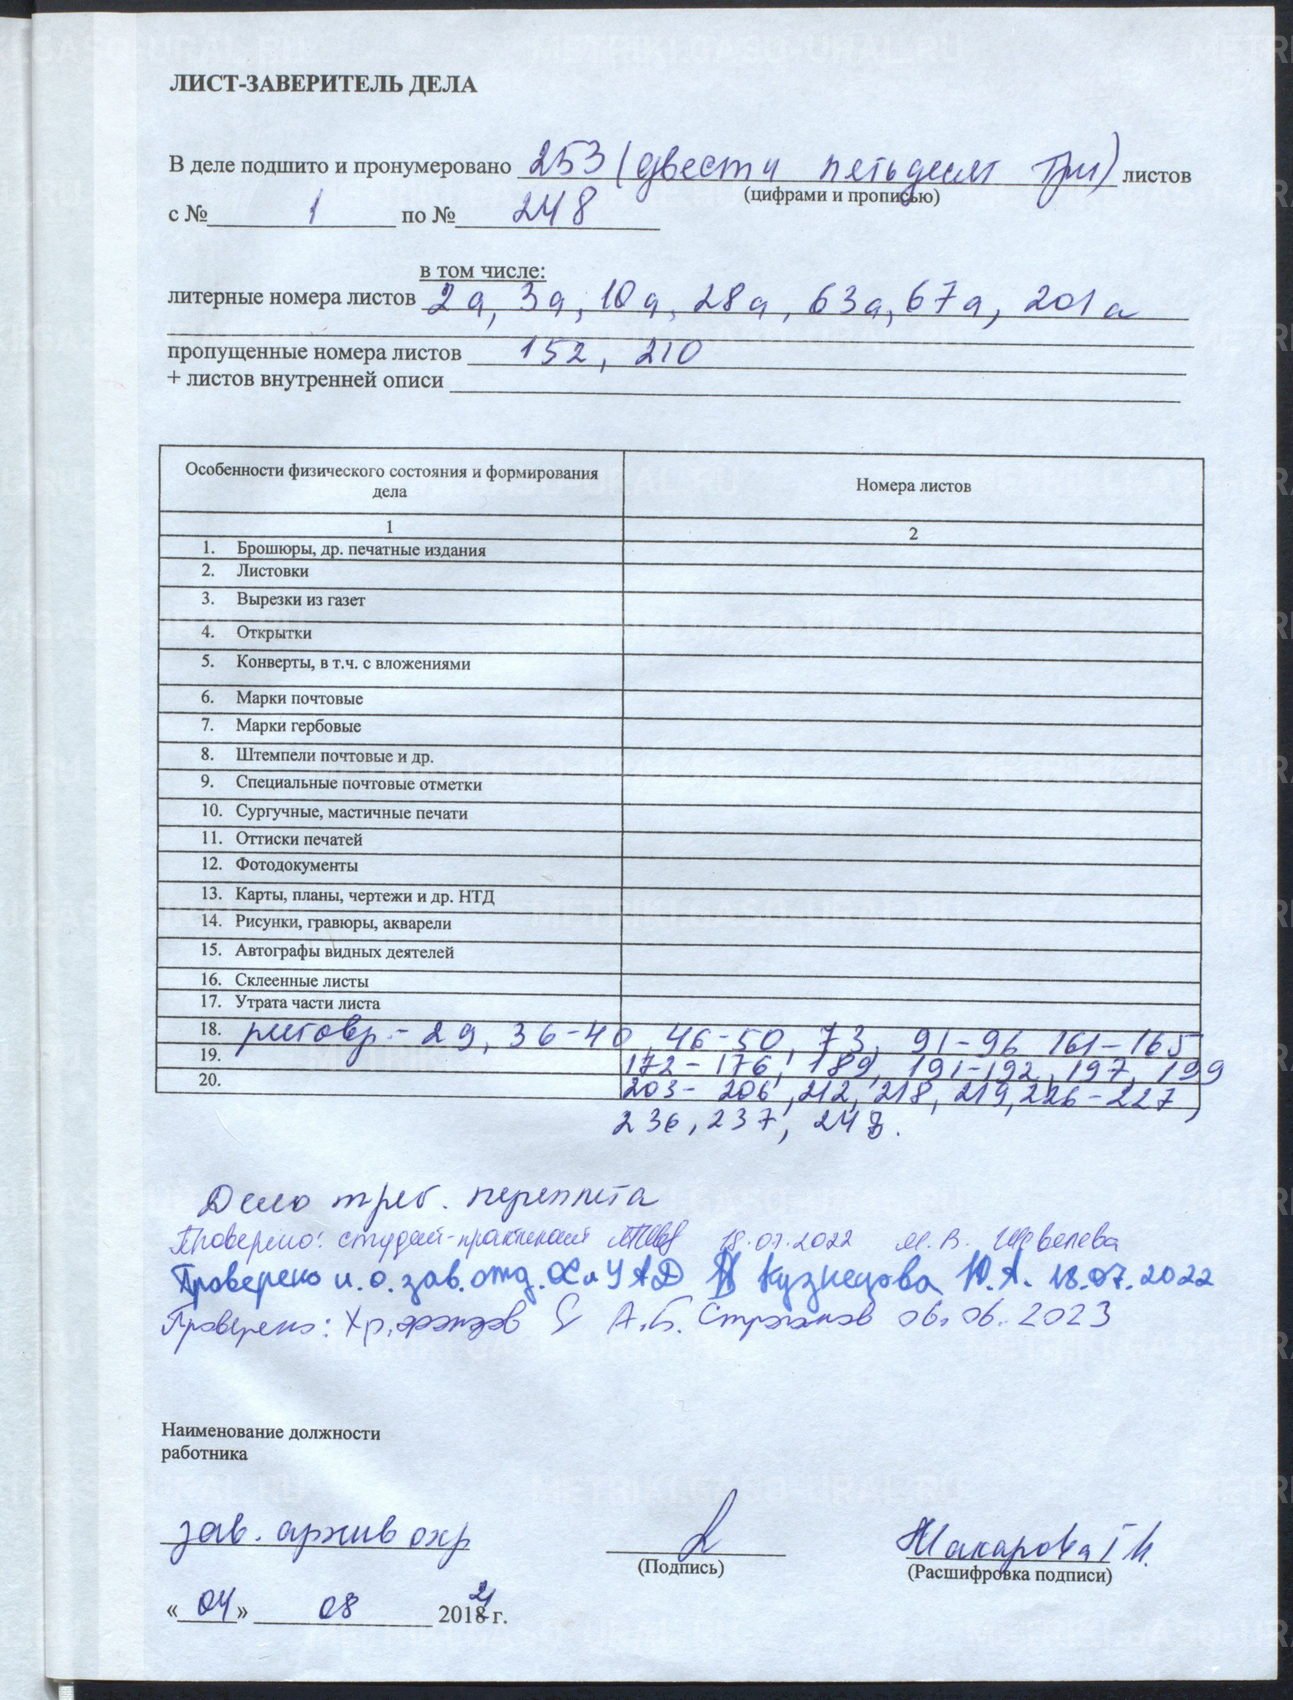 ЛИСТ-ЗАВЕРИТЕЛЬ ДЕЛА
В деле подшито и пронумеровано 253 (двести пятьдесят три) листов
(цифрами и прописью)
с № 1 по № 248
в том числе:
литерные номера листов 2а, 3а, 10а, 28а, 63а, 67а, 201а
пропущенные номера листов 152, 210
+ листов внутренней описи
Особенности физического состояния и формирования дела
Номера листов
1
2
1. Брошюры, др. печатные издания
2. Листовки
3. Вырезки из газет
4. Открытки
5. Конверты, в т.ч. с вложениями
6. Марки почтовые
7. Марки гербовые
8. Штемпели почтовые и др.
9. Специальные почтовые отметки
10. Сургучные, мастичные печати
11. Оттиски печатей
12. Фотодокументы
13. Карты, планы, чертежи и др. НТД
14. Рисунки, гравюры, акварели
15. Автографы видных деятелей
16. Склеенные листы
17. Утрата части листа
18. - 29, 36-40, 46-50, 73, 91-96 161-165
19. 172-176, 189, 191-192, 197, 199
20. 203-206, 212, 218, 219, 226-227,
236, 237, 248.
Дело треб. переплета
Проверено: студент-практикант 18.07.2022 М.В.
Проверено и.о. зав. отд. ОХиУАД Кузнецова Ю.А. 18.07.2022
Проверено: А.Б. 06.06.2023
Наименование должности
работника
зав. архивохр
(Подпись)
Макарова
(Расшифровка подписи)
«04» 08 2018 г.